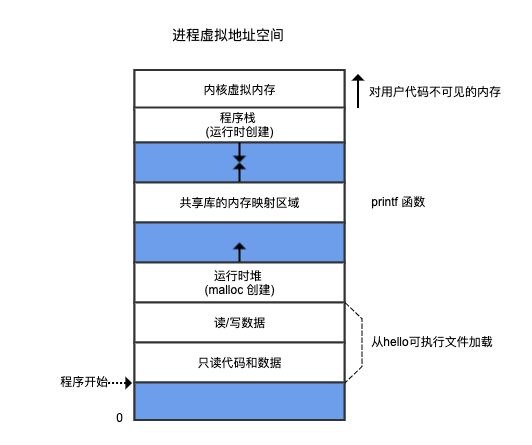 进程虚拟地址空间
内核虚拟内存
对用户代码不可见的内存
程序栈
(运行时创建)
共享库的内存映射区域
printf 函数
运行时堆
(malloc 创建)
读/写数据
从hello可执行文件加载
只读代码和数据
程序开始
0